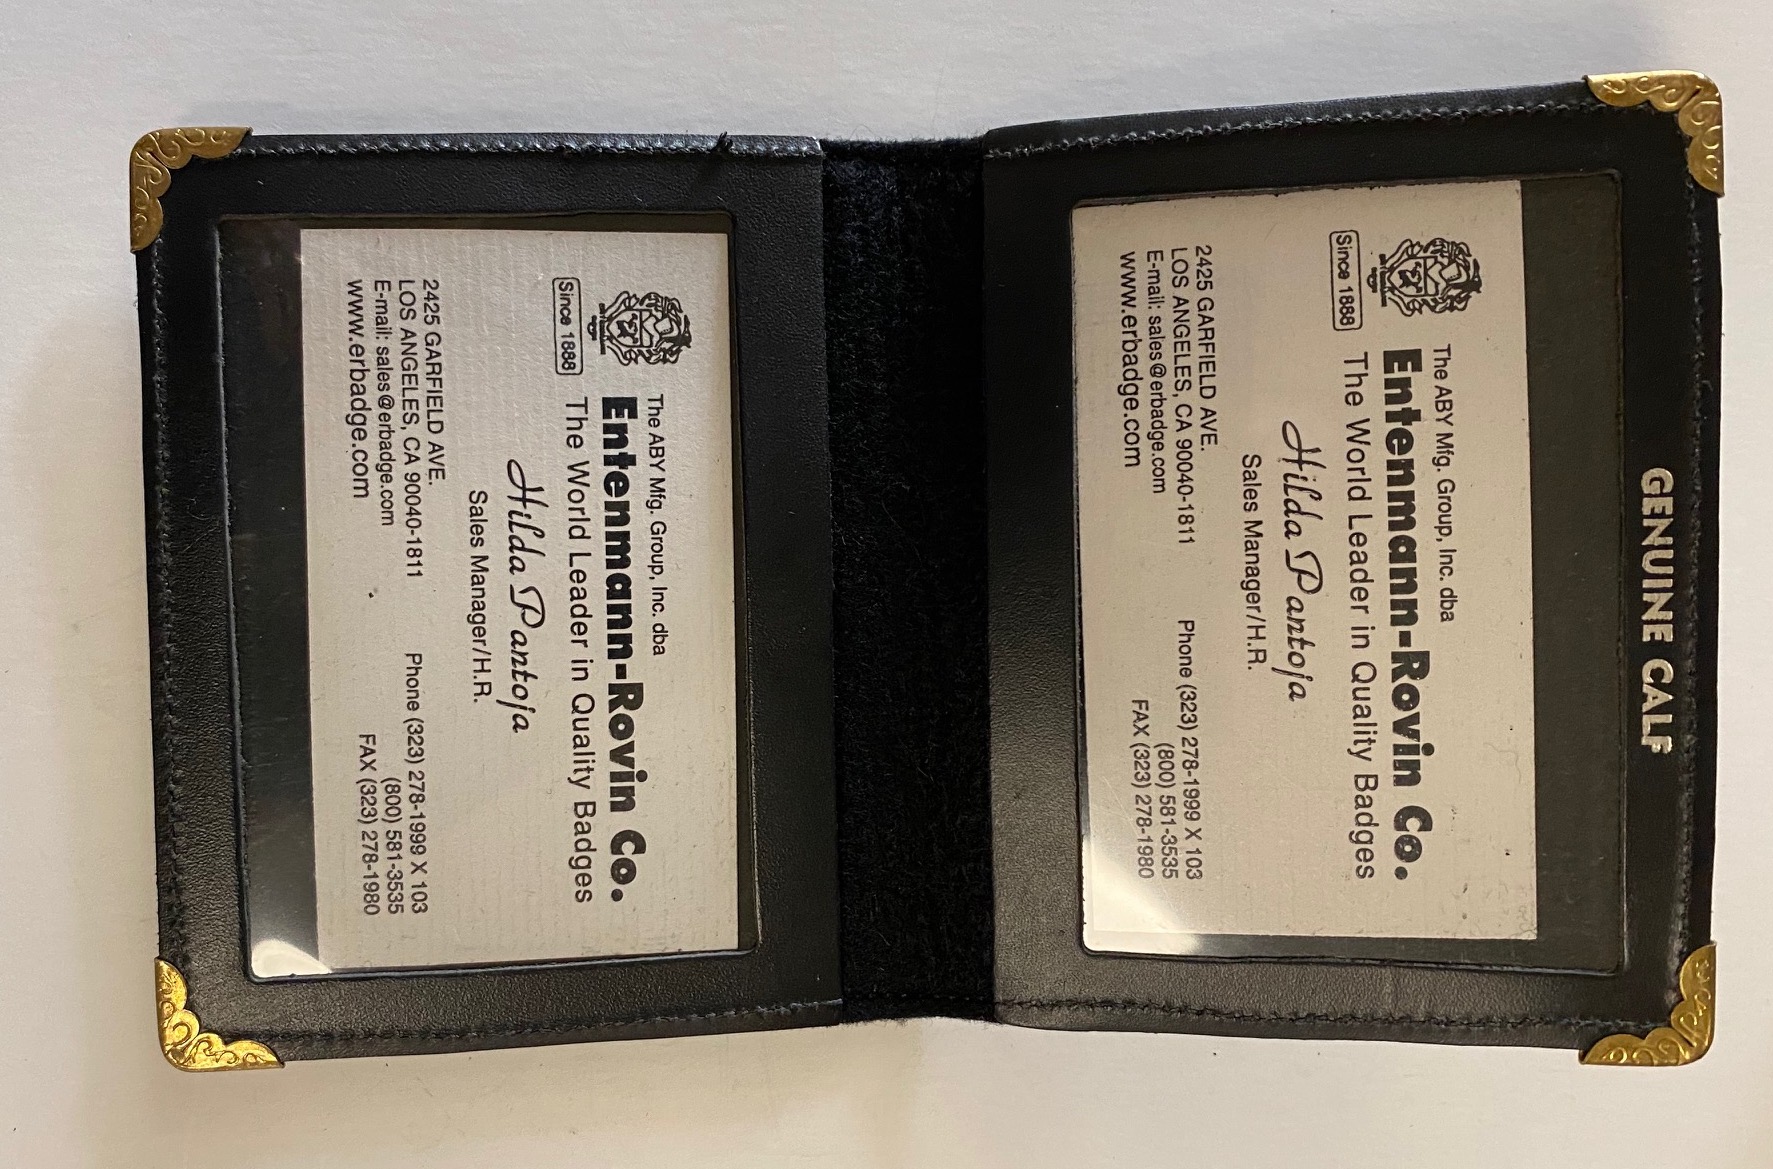 Since 1888
The ABY Mfg. Group, Inc. dba
Entenmann-Rovin Co.
The World Leader in Quality Badges
Hilda Pantoja
Sales Manager/H.R.
2425 GARFIELD AVE.
LOS ANGELES, CA 90040-1811
E-mail: sales@erbadge.com
www.erbadge.com
Phone (323) 278-1999 X 103
(800) 581-3535
FAX (323) 278-1980
GENUINE CALF
Since 1888
The ABY Mfg. Group, Inc. dba
Entenmann-Rovin Co.
The World Leader in Quality Badges
Hilda Pantoja
Sales Manager/H.R.
2425 GARFIELD AVE.
LOS ANGELES, CA 90040-1811
E-mail: sales@erbadge.com
www.erbadge.com
Phone (323) 278-1999 X 103
(800) 581-3535
FAX (323) 278-1980